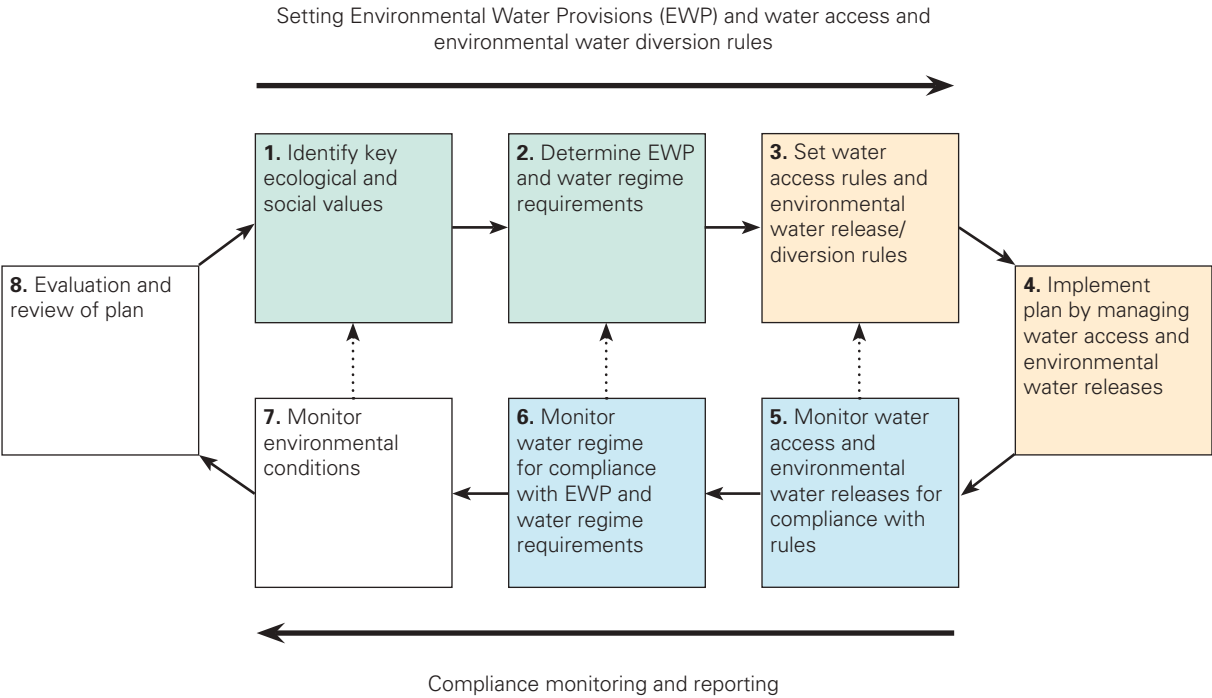 Setting Environmental Water Provisions (EWP) and water access and
environmental water diversion rules
1. Identify key
ecological and
social values
2. Determine EWP
and water regime
requirements
3. Set water
access rules and
environmental
water release/
diversion rules
4. Implement
plan by managing
water access and
environmental
water releases
5. Monitor water
access and
environmental
water releases for
compliance with
rules
6. Monitor
water regime
for compliance
with EWP and
water regime
requirements
7. Monitor
environmental
conditions
8. Evaluation and
review of plan
Compliance monitoring and reporting